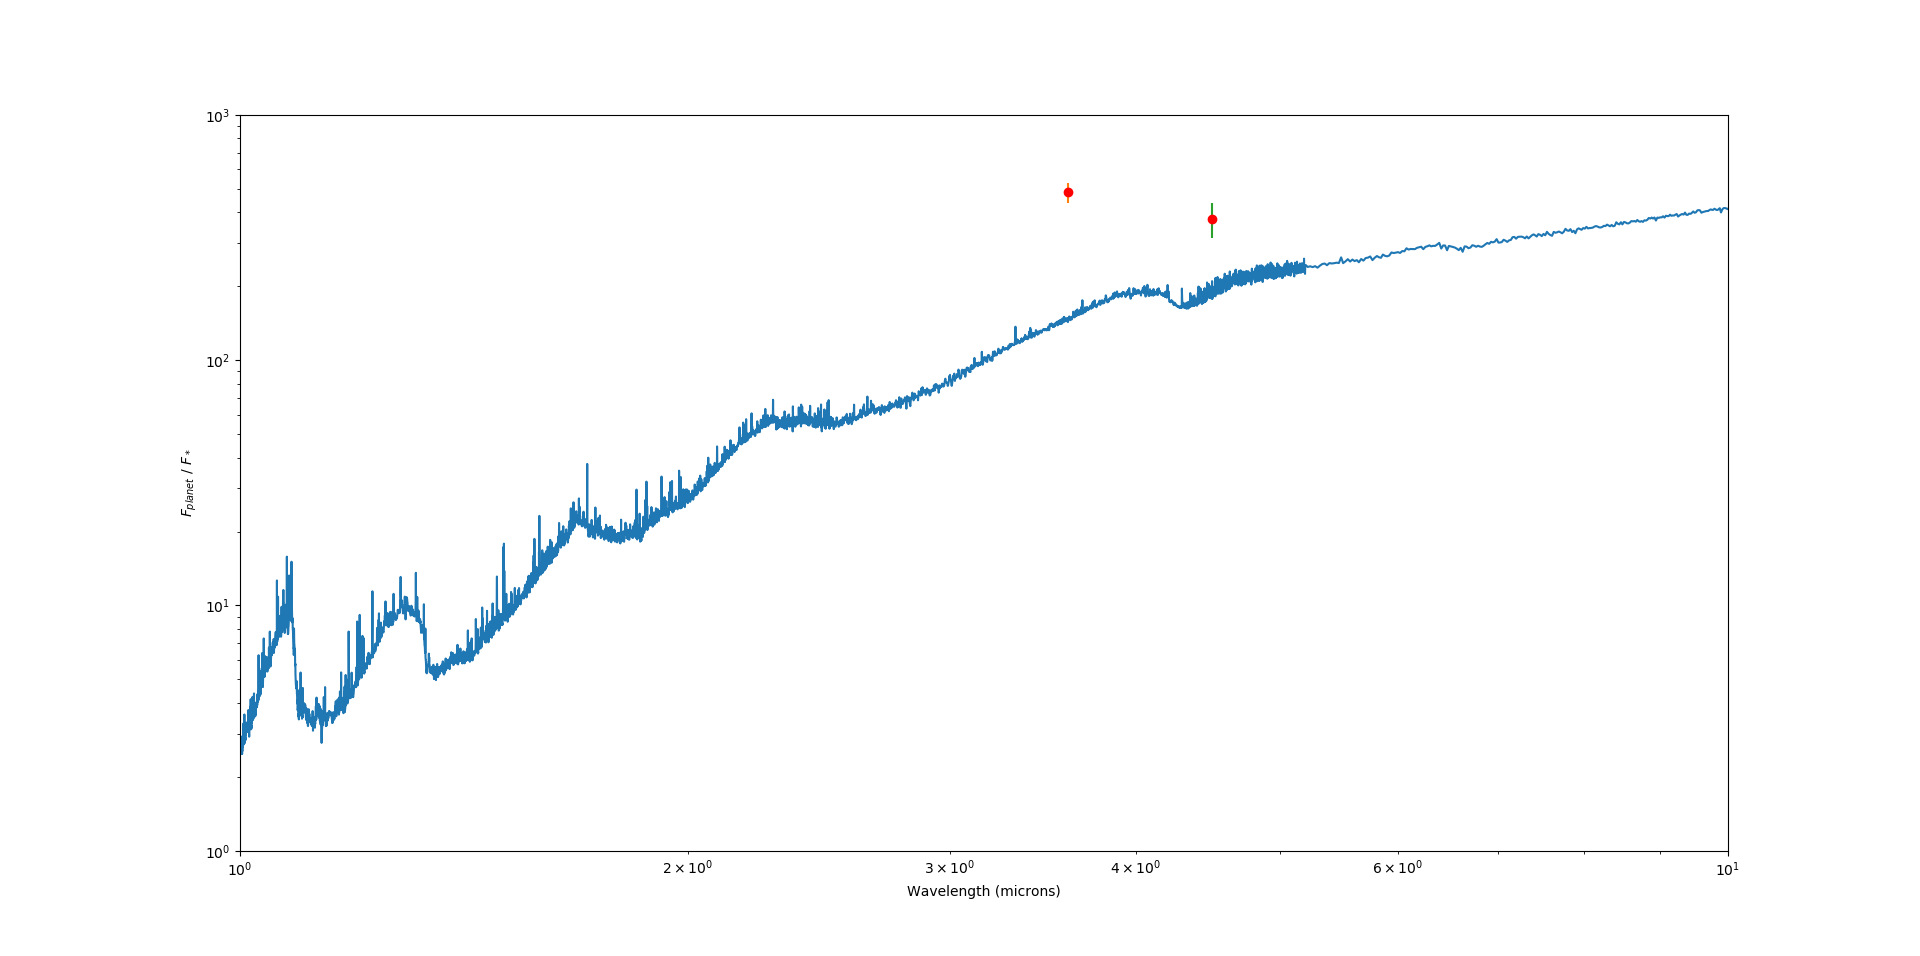 10³
10²
10¹
10⁰
F_planet / F_*
10⁰
2 × 10⁰
3 × 10⁰
4 × 10⁰
6 × 10⁰
10¹
Wavelength (microns)